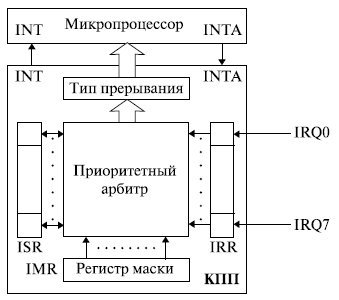 INT Микропроцессор INTA
INT INTA
Тип прерывания
IRQ0
Приоритетный
арбитр
IRQ7
ISR IRR
IMR Регистр маски КПП